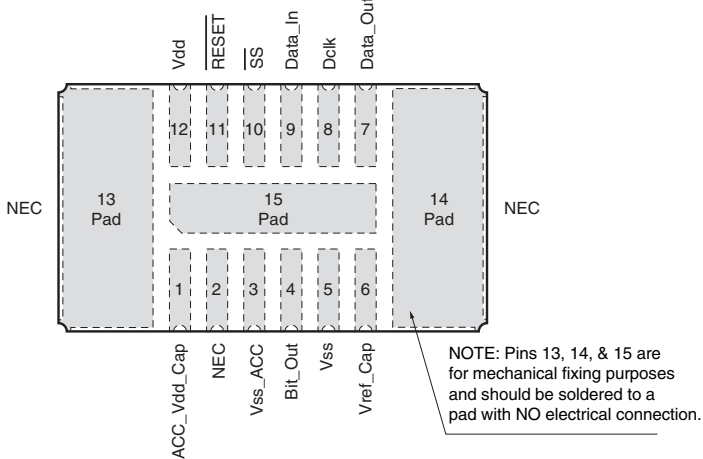 Vdd
RESET
SS
Data_In
Dclk
Data_Out
12
11
10
9
8
7
NEC
13
Pad
15
Pad
14
Pad
NEC
1
2
3
4
5
6
ACC_Vdd_Cap
NEC
Vss_ACC
Bit_Out
Vss
Vref_Cap
NOTE: Pins 13, 14, & 15 are
for mechanical fixing purposes
and should be soldered to a
pad with NO electrical connection.